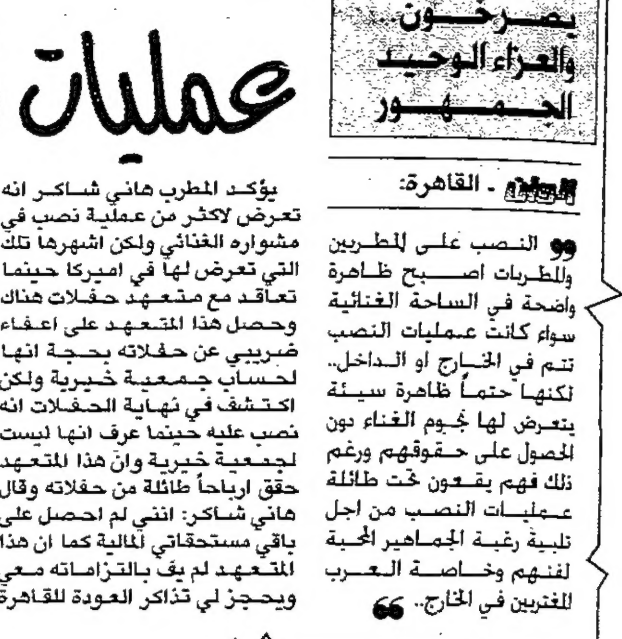 يصرخون..
والعزاء الوحيد
الجمهور
- القاهرة:
النصب على المطربين
والمطربات اصبح ظاهرة
واضحة في الساحة الغنائية
سواء كانت عمليات النصب
تتم في الخارج او الداخل..
لكنها حتماً ظاهرة سيئة
يتعرض لها نجوم الغناء دون
الحصول على حقوقهم ورغم
ذلك فهم يقعون تحت طائلة
عمليات النصب من اجل
تلبية رغبة الجماهير المحبة
لفنهم وخاصة العرب
المغتربين في الخارج..
عمليات
يؤكد المطرب هاني شاكر انه
تعرض لاكثر من عملية نصب في
مشواره الغنائي ولكن اشهرها تلك
التي تعرض لها في اميركا حينما
تعاقد مع متعهد حفلات هناك
وحصل هذا المتعهد على اعفاء
ضريبي عن حفلاته بحجة انها
لحساب جمعية خيرية ولكن
اكتشف في نهاية الحفلات انه
نصب عليه حينما عرف انها ليست
لجمعية خيرية وان هذا المتعهد
حقق ارباحاً طائلة من حفلاته وقال
هاني شاكر: انني لم احصل على
باقي مستحقاتي المالية كما ان هذا
المتعهد لم يف بالتزاماته معي
ويحجز لي تذاكر العودة للقاهرة